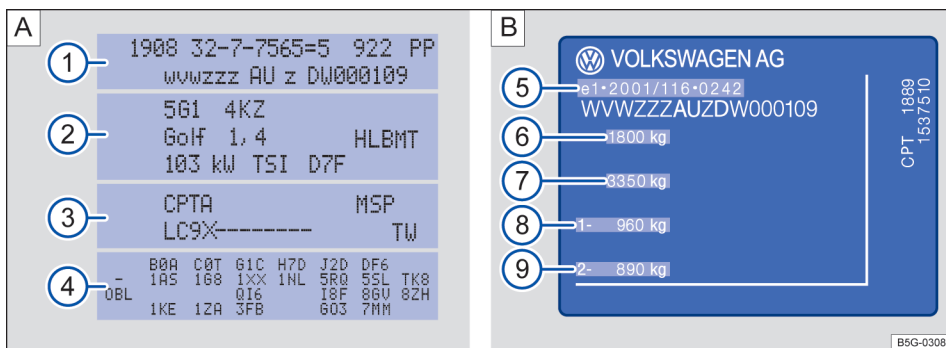 A
1
1908 32-7-7565=5 922 PP
wvwzzz AU z DW000109
2
5G1 4KZ
Golf 1,4 HLBMT
103 kW TSI D7F
3
CPTA MSP
LC9X-------- TW
4
B0A C0T G1C H7D J2D DF6
- 1AS 1G8 1XX 1NL 5RQ 5SL TK8
OBL QI6 I8F 8GV 8ZH
1KE 1ZA 3FB G03 7MM
B
VW VOLKSWAGEN AG
5
e1•2001/116•0242
WVWZZZAUZDW000109
6
1800 kg
7
3350 kg
8
1- 960 kg
9
2- 890 kg
CPT 1889
1537510
B5G-0308